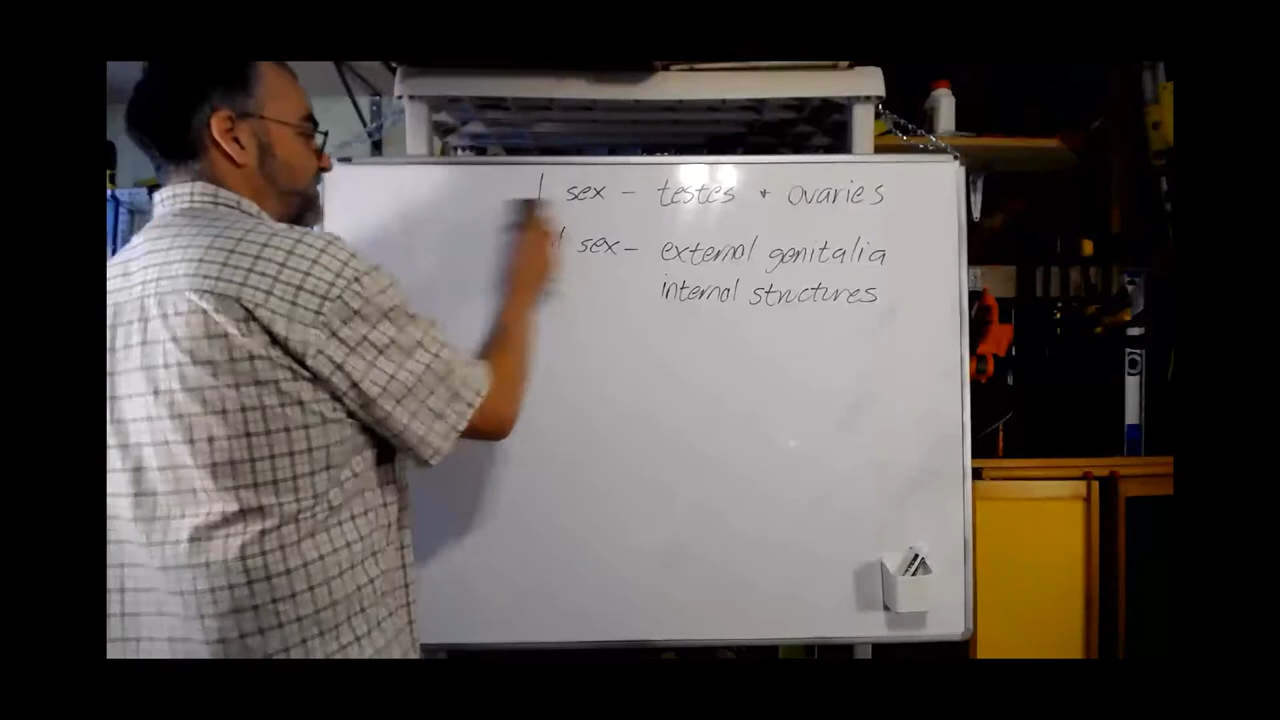 sex - testes + ovaries
sex - external genitalia
internal structures